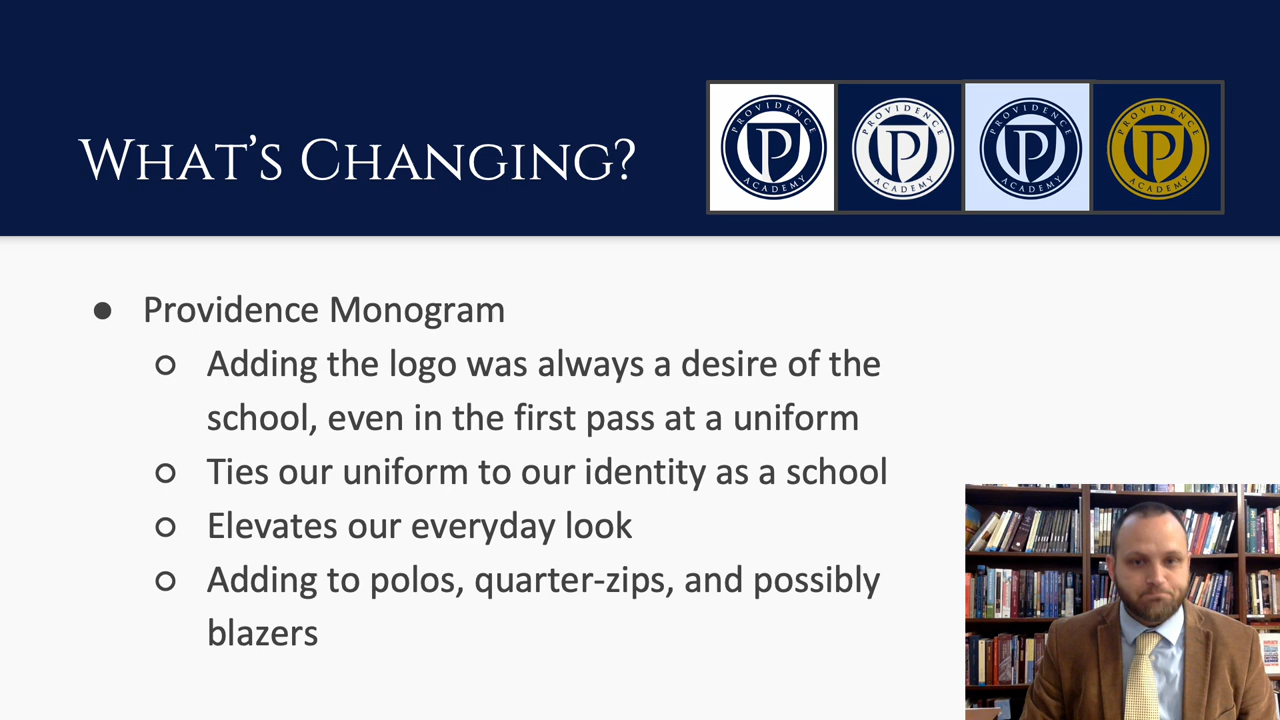 What's Changing?
PROVIDENCE
P
ACADEMY
PROVIDENCE
P
ACADEMY
PROVIDENCE
P
ACADEMY
PROVIDENCE
P
ACADEMY
● Providence Monogram
○ Adding the logo was always a desire of the
school, even in the first pass at a uniform
○ Ties our uniform to our identity as a school
○ Elevates our everyday look
○ Adding to polos, quarter-zips, and possibly
blazers